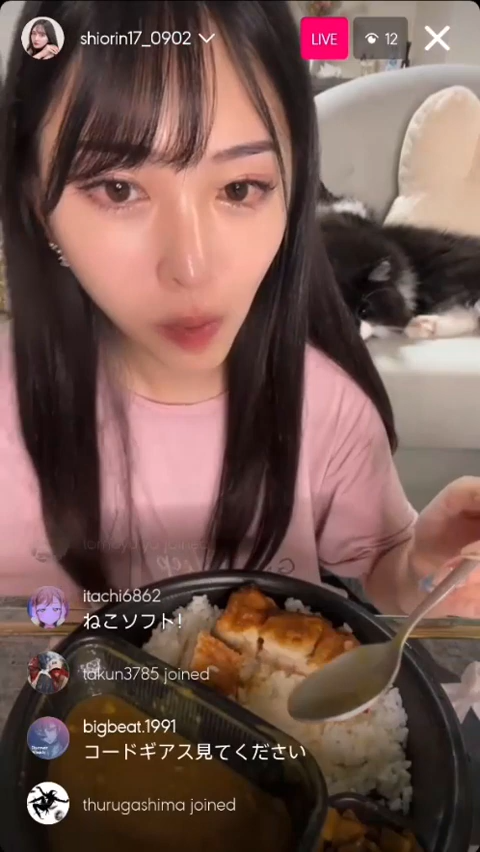 shiorin17_0902
LIVE
12
joined
itachi6862
ねこソフト!
takun3785 joined
bigbeat.1991
コードギアス見てください
thurugashima joined